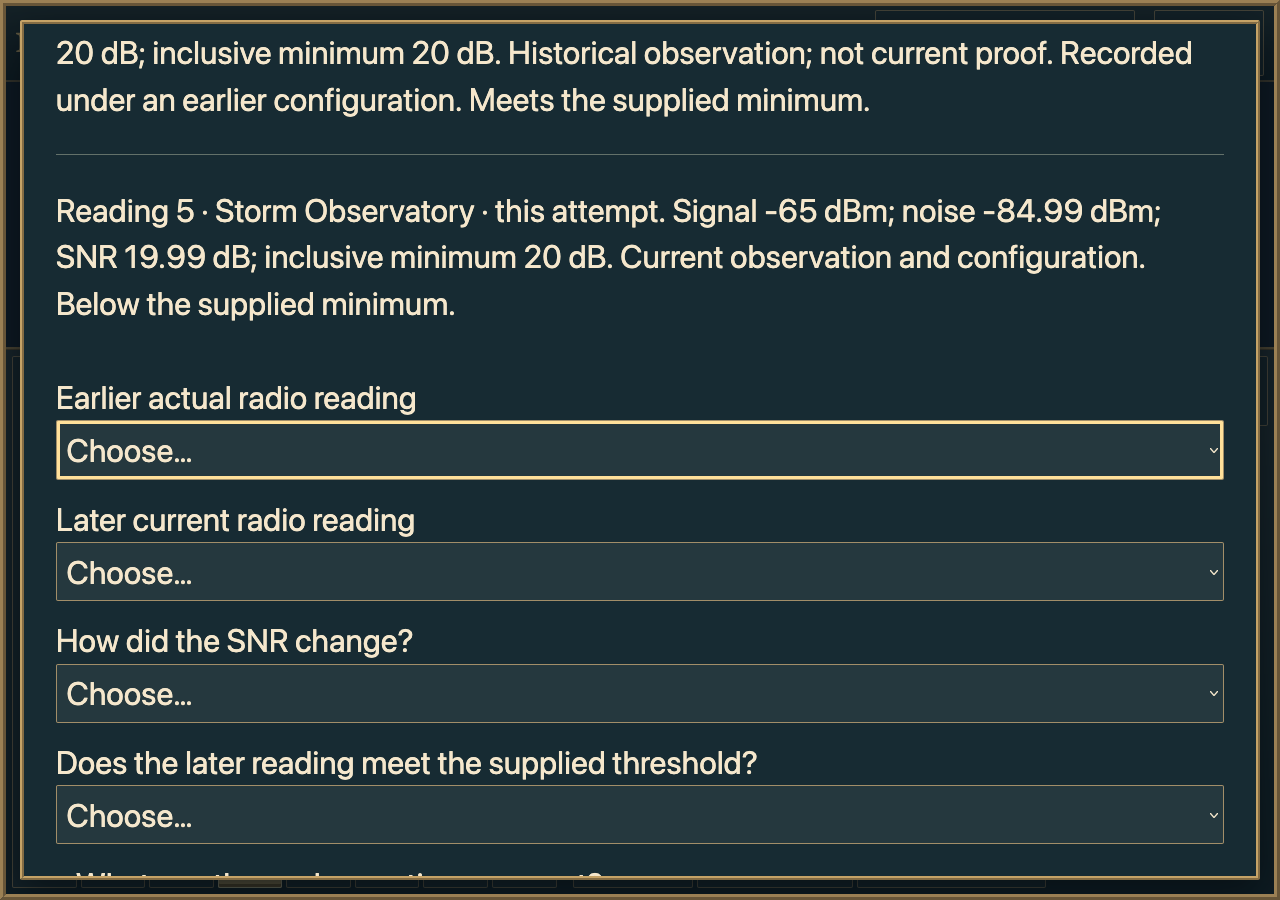 20 dB; inclusive minimum 20 dB. Historical observation; not current proof. Recorded
under an earlier configuration. Meets the supplied minimum.
Reading 5 · Storm Observatory · this attempt. Signal -65 dBm; noise -84.99 dBm;
SNR 19.99 dB; inclusive minimum 20 dB. Current observation and configuration.
Below the supplied minimum.
Earlier actual radio reading
Choose...
Later current radio reading
Choose...
How did the SNR change?
Choose...
Does the later reading meet the supplied threshold?
Choose...